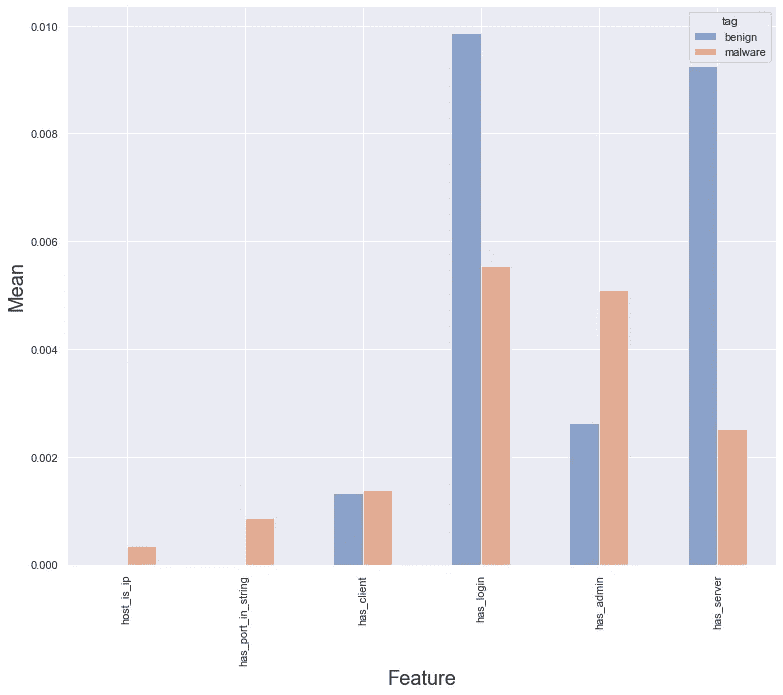 tag
benign
malware
0.010
0.008
0.006
0.004
0.002
0.000
Mean
host_is_ip
has_port_in_string
has_client
has_login
has_admin
has_server
Feature